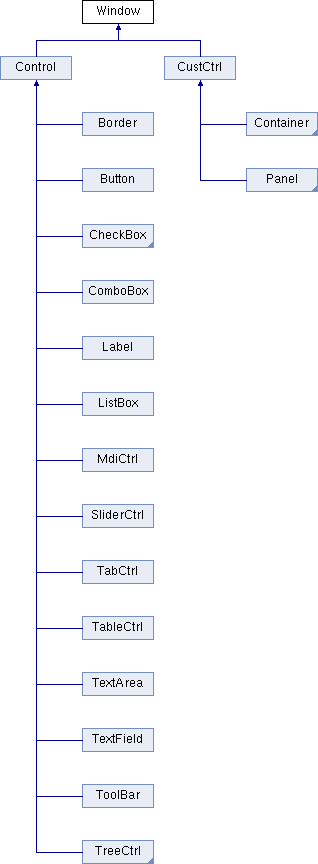 Window
Control
CustCtrl
Border
Container
Button
Panel
CheckBox
ComboBox
Label
ListBox
MdiCtrl
SliderCtrl
TabCtrl
TableCtrl
TextArea
TextField
ToolBar
TreeCtrl